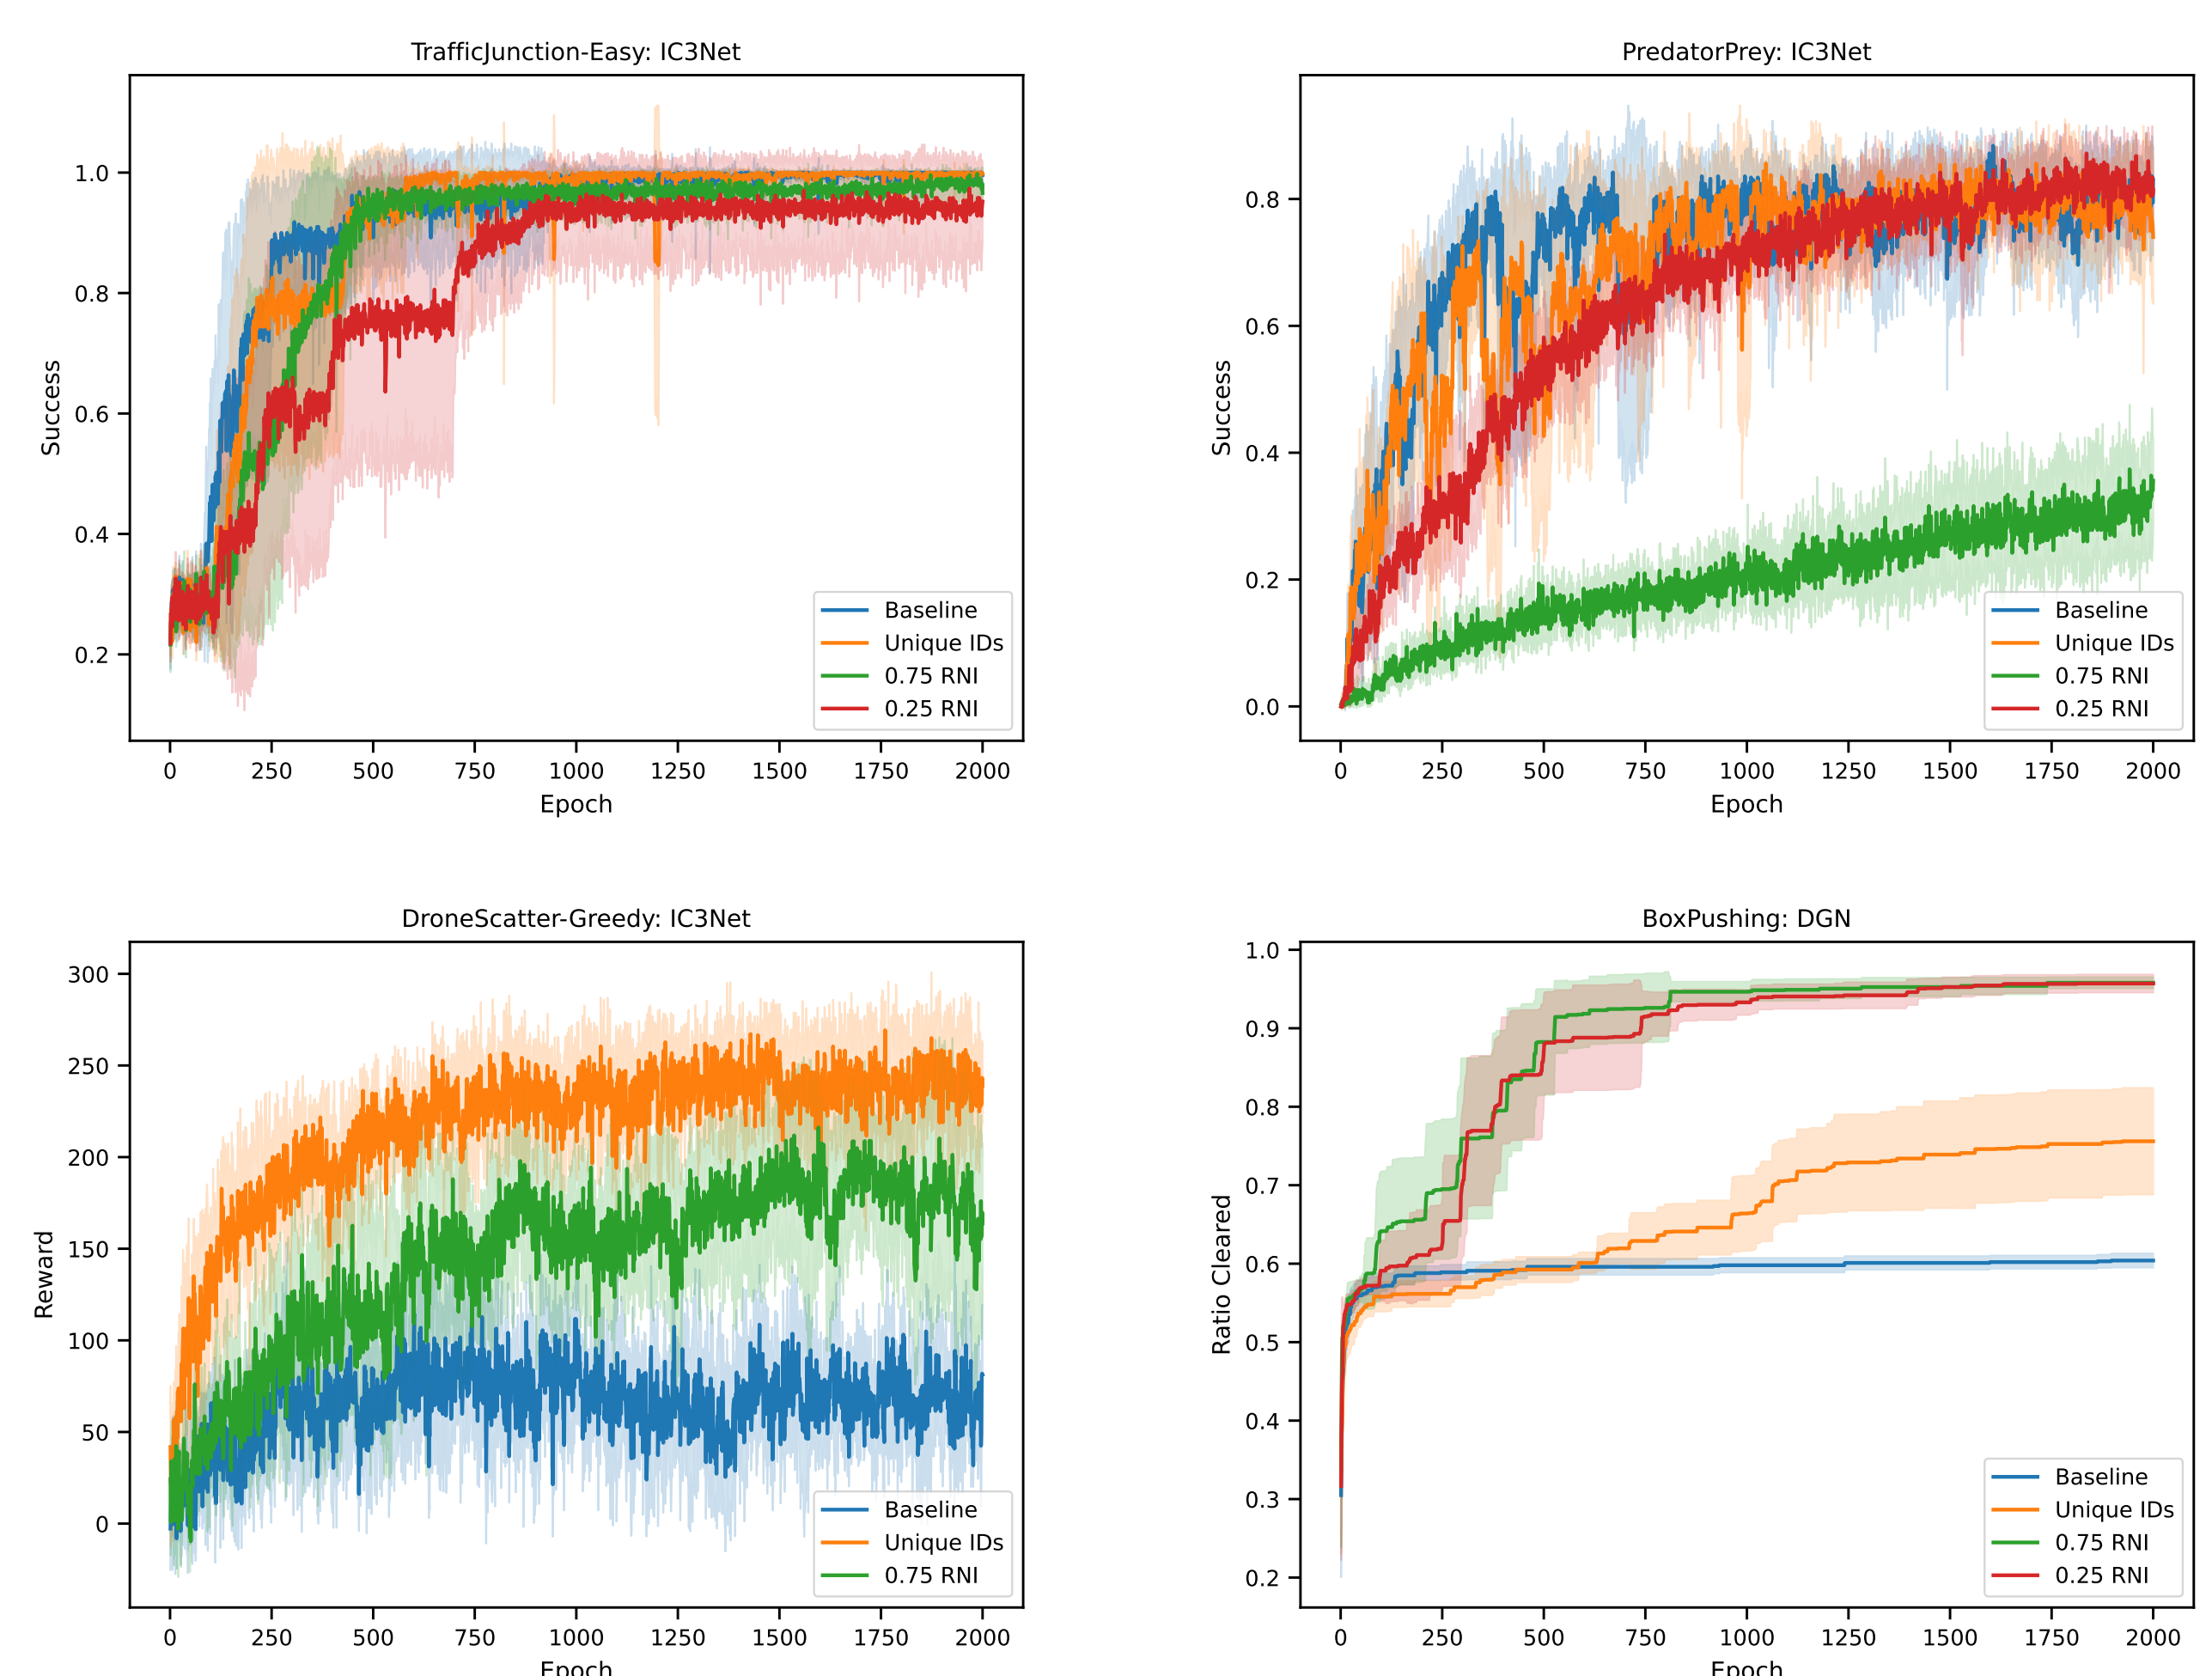 TrafficJunction-Easy: IC3Net
Success
1.0
0.8
0.6
0.4
0.2
0 250 500 750 1000 1250 1500 1750 2000
Epoch
Baseline
Unique IDs
0.75 RNI
0.25 RNI
PredatorPrey: IC3Net
Success
0.8
0.6
0.4
0.2
0.0
0 250 500 750 1000 1250 1500 1750 2000
Epoch
Baseline
Unique IDs
0.75 RNI
0.25 RNI
DroneScatter-Greedy: IC3Net
Reward
300
250
200
150
100
50
0
0 250 500 750 1000 1250 1500 1750 2000
Epoch
Baseline
Unique IDs
0.75 RNI
BoxPushing: DGN
Ratio Cleared
1.0
0.9
0.8
0.7
0.6
0.5
0.4
0.3
0.2
0 250 500 750 1000 1250 1500 1750 2000
Epoch
Baseline
Unique IDs
0.75 RNI
0.25 RNI